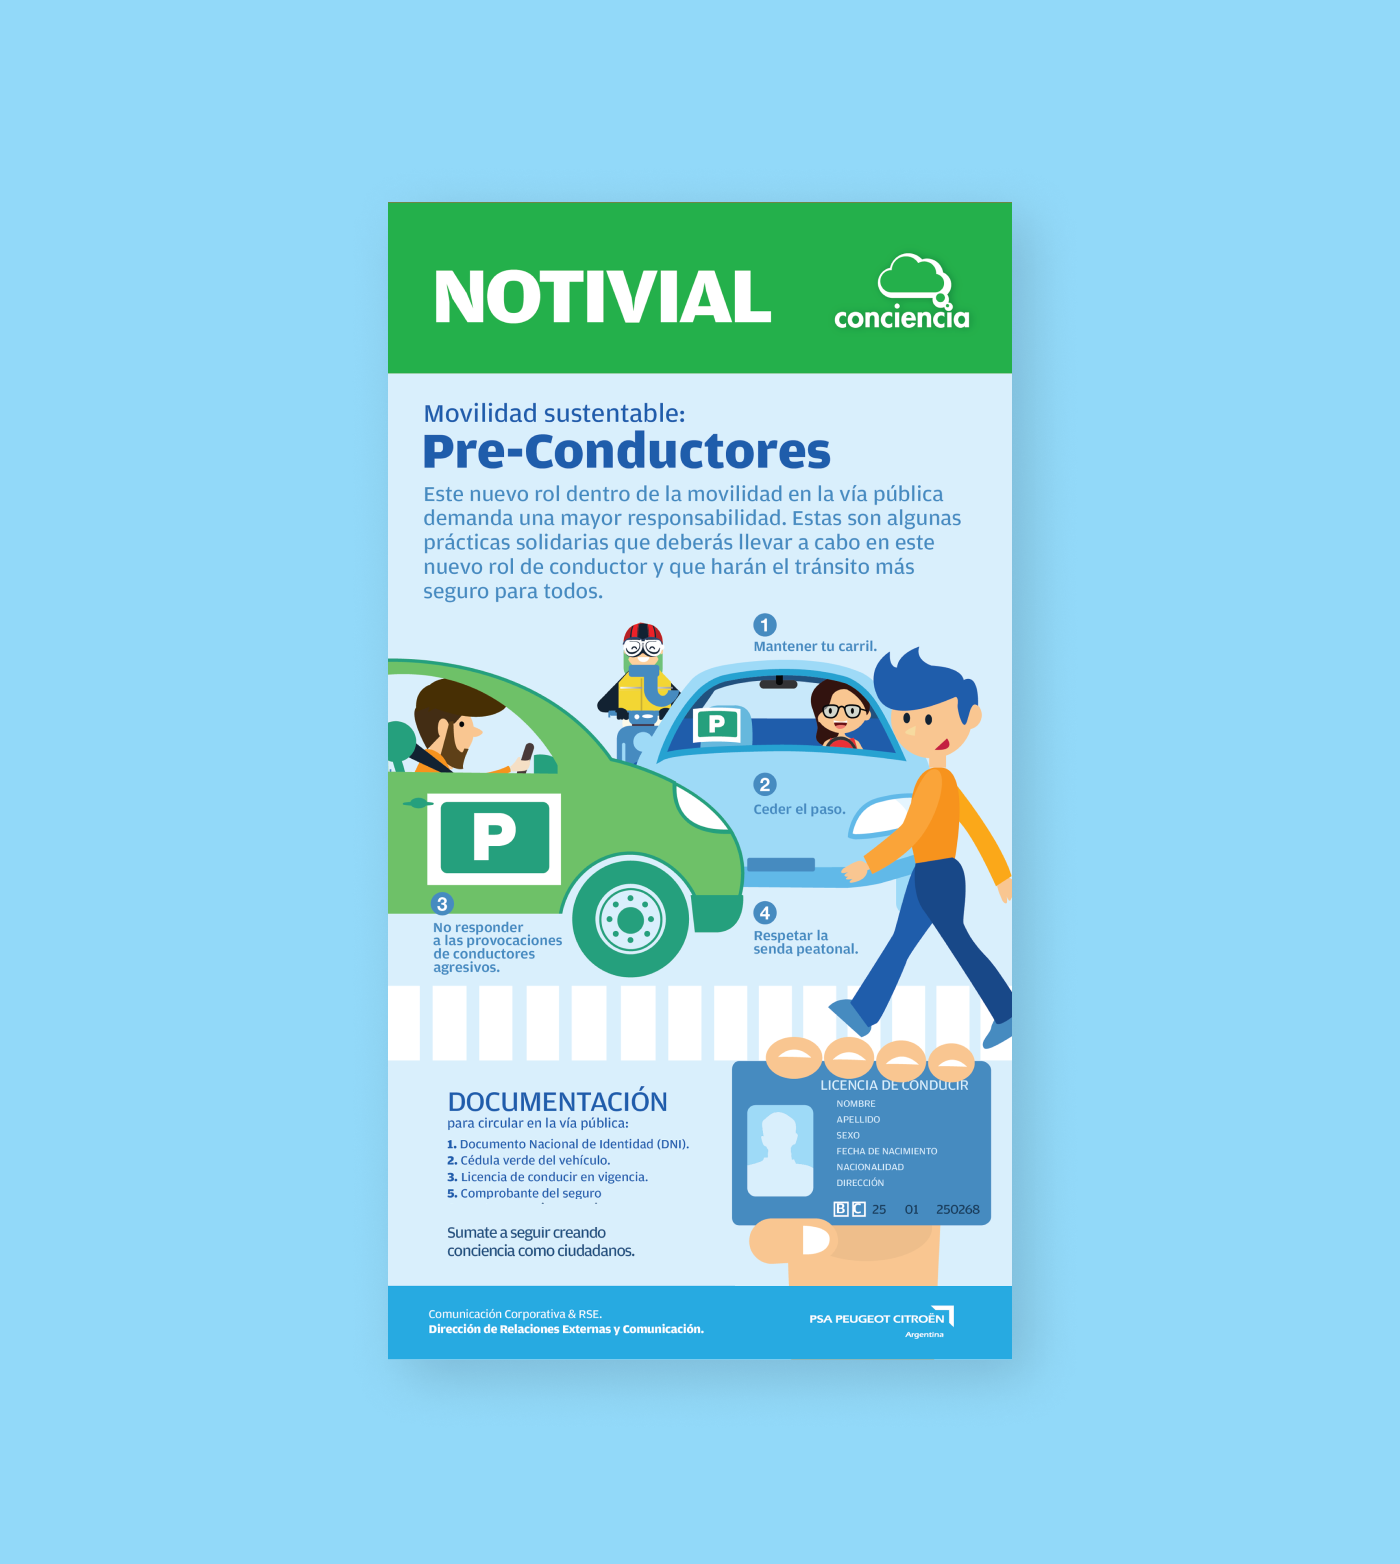 NOTIVIAL
conciencia
Movilidad sustentable:
Pre-Conductores
Este nuevo rol dentro de la movilidad en la vía pública
demanda una mayor responsabilidad. Estas son algunas
prácticas solidarias que deberás llevar a cabo en este
nuevo rol de conductor y que harán el tránsito más
seguro para todos.
1
Mantener tu carril.
P
2
Ceder el paso.
P
3
No responder
a las provocaciones
de conductores
agresivos.
4
Respetar la
senda peatonal.
DOCUMENTACIÓN
para circular en la vía pública:
1. Documento Nacional de Identidad (DNI).
2. Cédula verde del vehículo.
3. Licencia de conducir en vigencia.
5. Comprobante del seguro
Sumate a seguir creando
conciencia como ciudadanos.
LICENCIA DE CONDUCIR
NOMBRE
APELLIDO
SEXO
FECHA DE NACIMIENTO
NACIONALIDAD
DIRECCIÓN
B C 25 01 250268
Comunicación Corporativa & RSE.
Dirección de Relaciones Externas y Comunicación.
PSA PEUGEOT CITROËN
Argentina